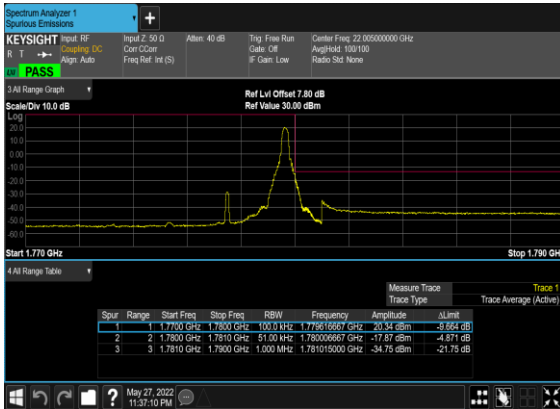 Spectrum Analyzer 1
Spurious Emissions
+
KEYSIGHT Input: RF Input Z: 50 Ω Atten: 40 dB Trig: Free Run Center Freq: 22.005000000 GHz
R T Coupling: DC Corr CCorr Gate: Off Avg|Hold: 100/100
Align: Auto Freq Ref: Int (S) IF Gain: Low Radio Std: None
PASS
3 All Range Graph
Ref Lvl Offset 7.80 dB
Scale/Div 10.0 dB Ref Value 30.00 dBm
Log
20.0
10.0
0.00
-10.0
-20.0
-30.0
-40.0
-50.0
-60.0
Start 1.770 GHz Stop 1.790 GH
4 All Range Table
Measure Trace Trace 1
Trace Type Trace Average (Active)
Spur Range Start Freq Stop Freq RBW Frequency Amplitude ΔLimit
1 1 1.7700 GHz 1.7800 GHz 100.0 kHz 1.779616667 GHz 20.34 dBm -9.664 dB
2 2 1.7800 GHz 1.7810 GHz 51.00 kHz 1.780006667 GHz -17.87 dBm -4.871 dB
3 3 1.7810 GHz 1.7900 GHz 1.000 MHz 1.781015000 GHz -34.75 dBm -21.75 dB
? May 27, 2022
11:37:10 PM